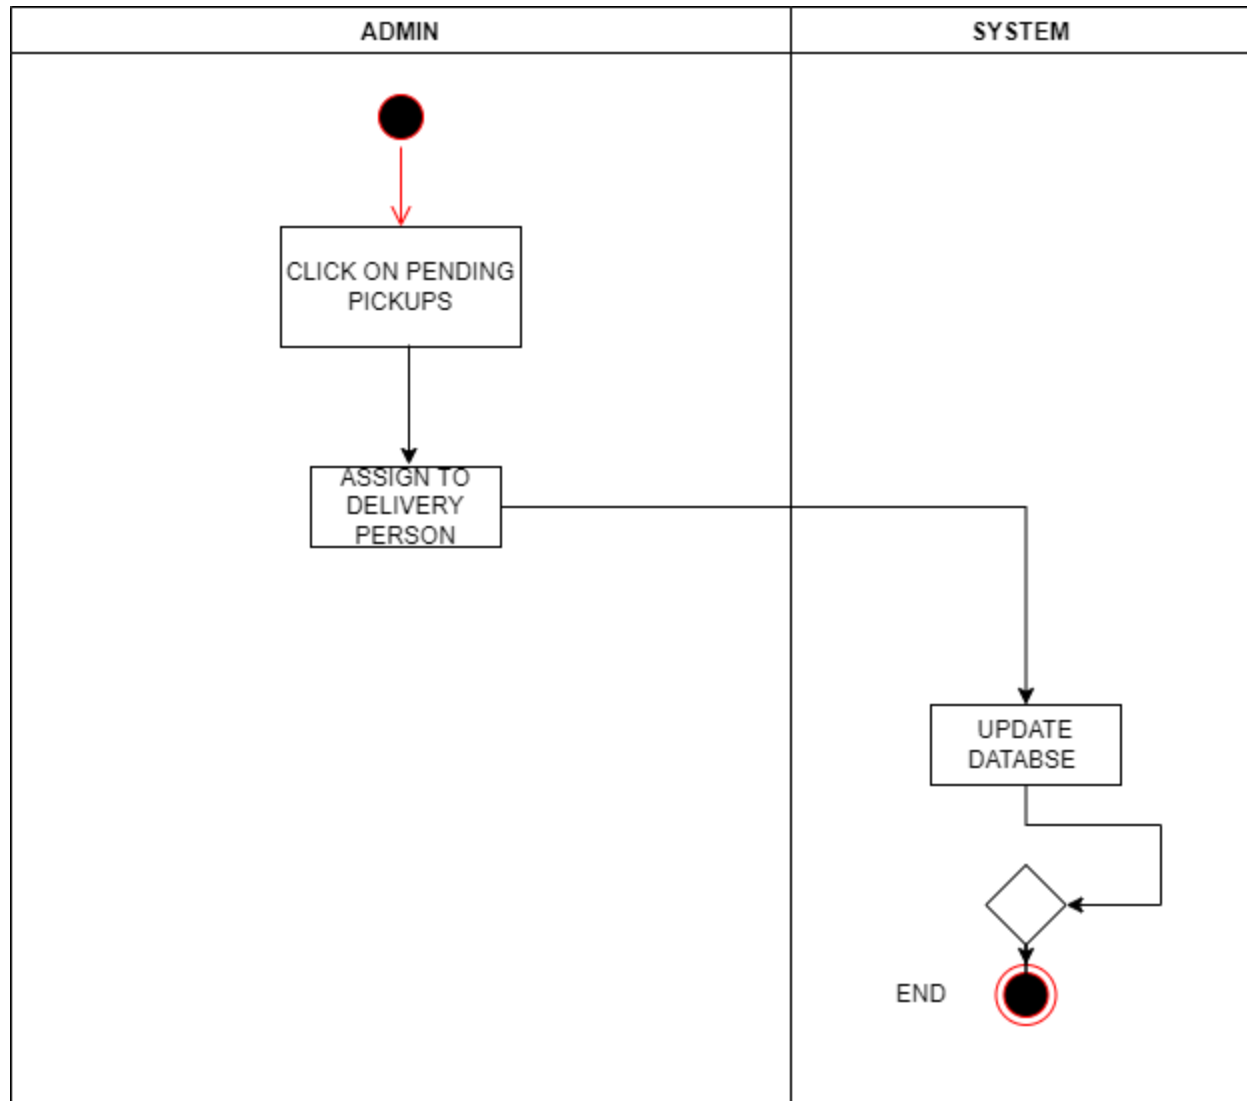 ADMIN
SYSTEM
CLICK ON PENDING
PICKUPS
ASSIGN TO
DELIVERY
PERSON
UPDATE
DATABSE
END